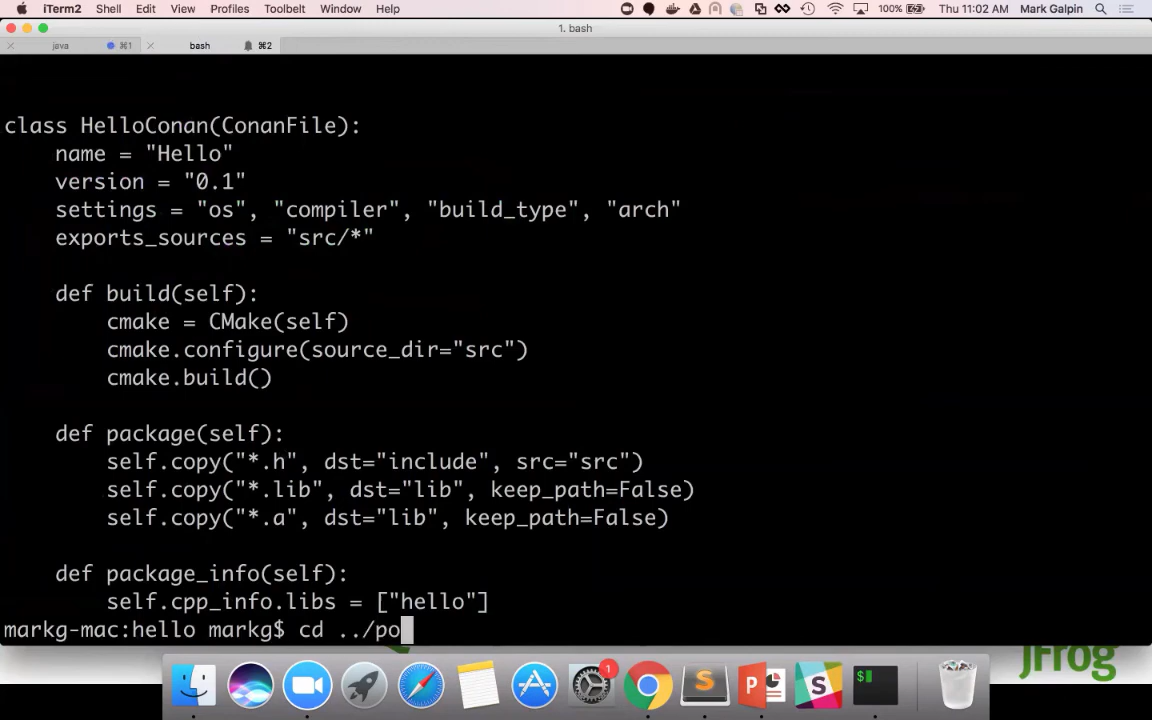 iTerm2 Shell Edit View Profiles Toolbelt Window Help 100% Thu 11:02 AM Mark Galpin
1. bash
java ⌘1 bash ⌘2
class HelloConan(ConanFile):
name = "Hello"
version = "0.1"
settings = "os", "compiler", "build_type", "arch"
exports_sources = "src/*"
def build(self):
cmake = CMake(self)
cmake.configure(source_dir="src")
cmake.build()
def package(self):
self.copy("*.h", dst="include", src="src")
self.copy("*.lib", dst="lib", keep_path=False)
self.copy("*.a", dst="lib", keep_path=False)
def package_info(self):
self.cpp_info.libs = ["hello"]
markg-mac:hello markg$ cd ../po
JFrog
1
S
P
S
$